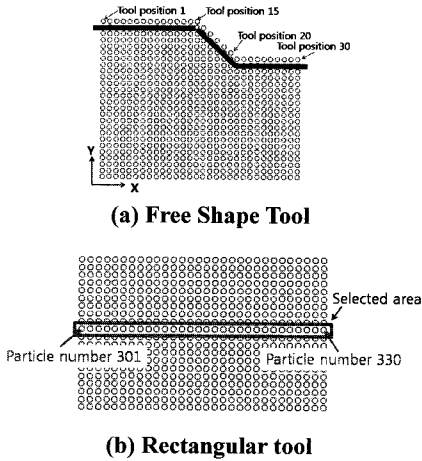 Tool position 1
Tool position 15
Tool position 20
Tool position 30
Y
X
(a) Free Shape Tool
Selected area
Particle number 301
Particle number 330
(b) Rectangular tool